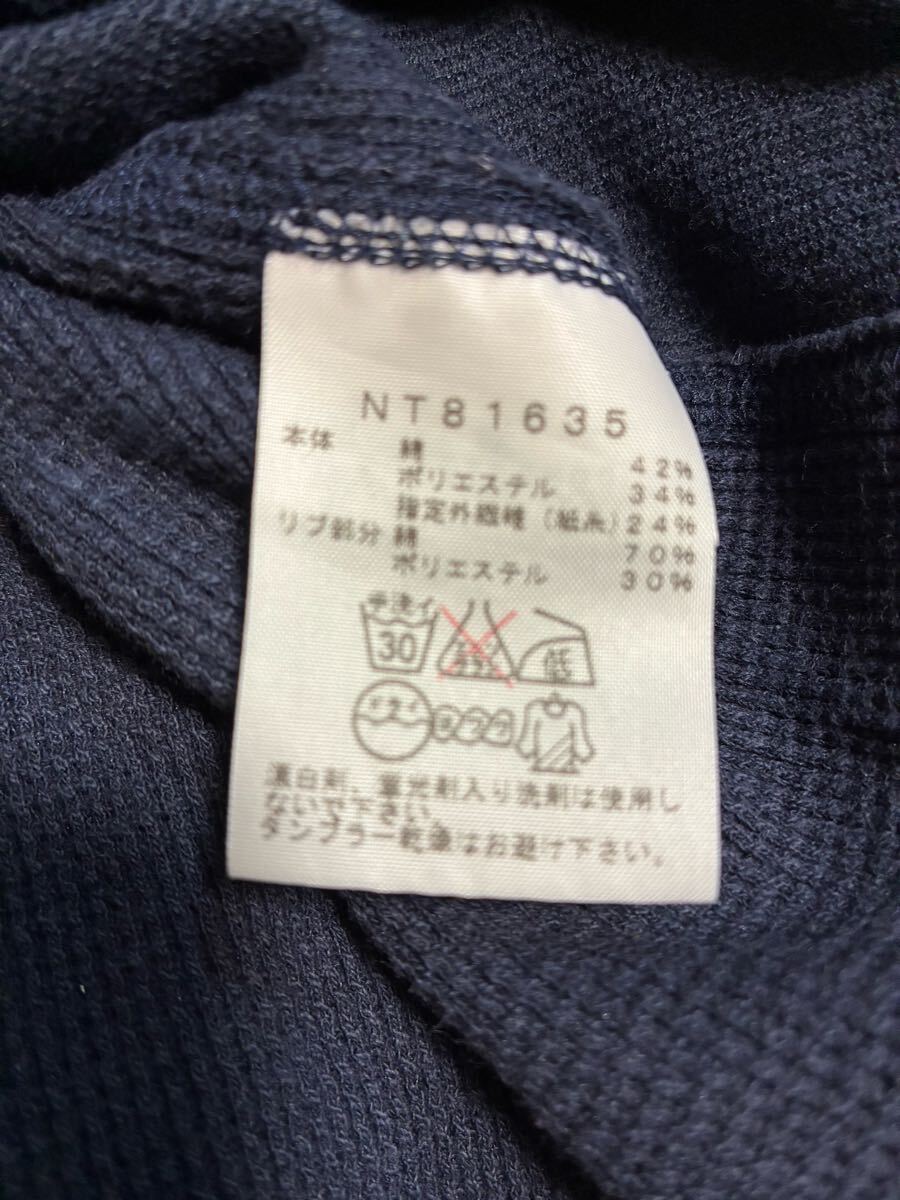 NT81635
本体 綿 42%
ポリエステル 34%
指定外繊維(紙糸)24%
リブ部分 綿 70%
ポリエステル 30%
手洗イ
30 低
漂白剤、蛍光剤入り洗剤は使用し
ないで下さい。
タンブラー乾燥はお避け下さい。